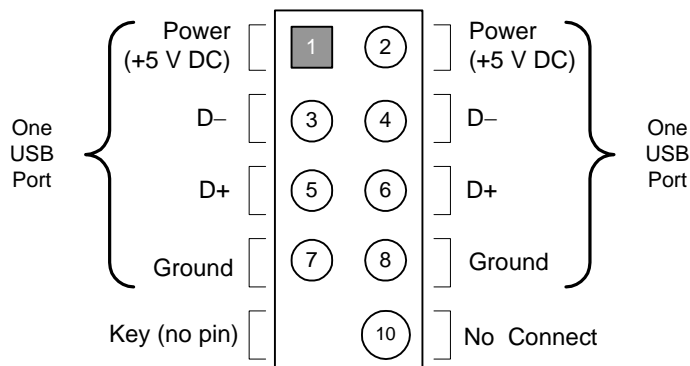 Power
(+5 V DC)
1
2
Power
(+5 V DC)
One
USB
Port
D–
3
4
D–
One
USB
Port
D+
5
6
D+
Ground
7
8
Ground
Key (no pin)
10
No Connect